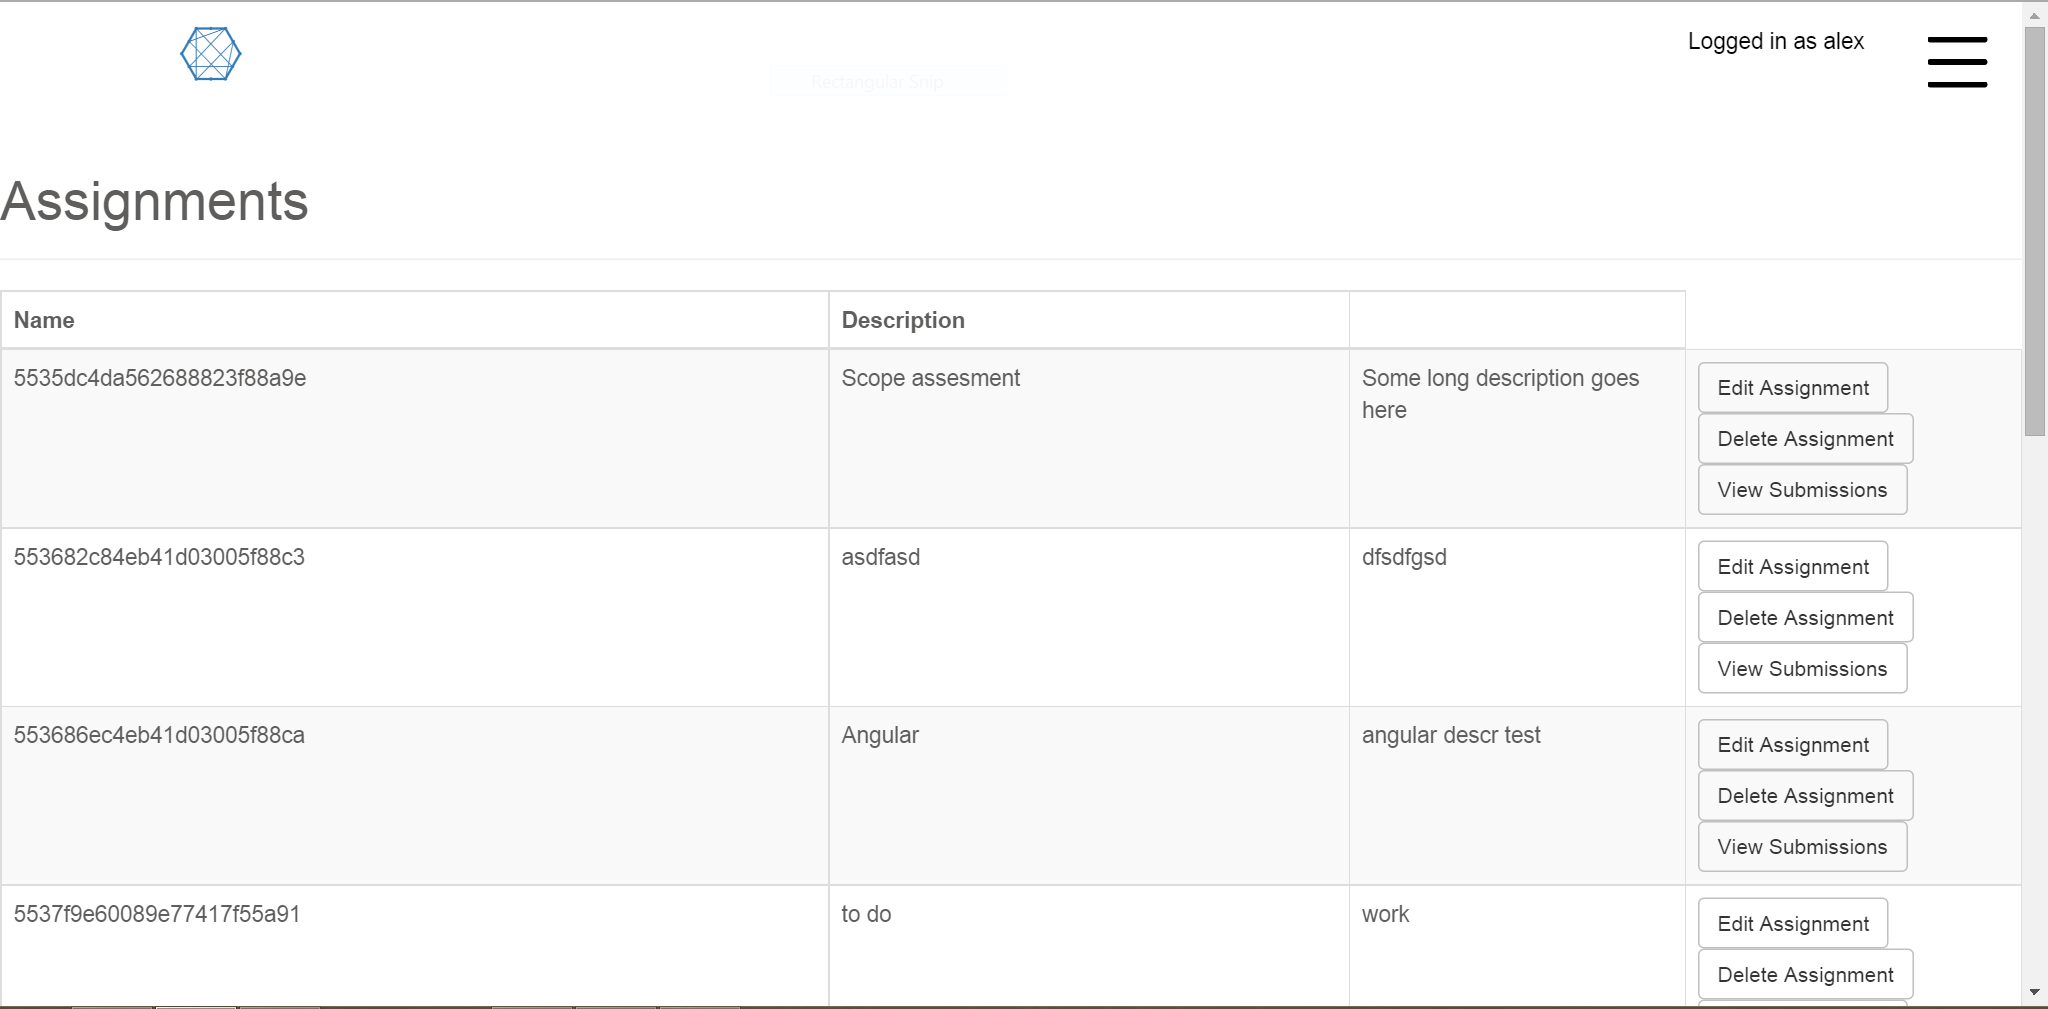 Logged in as alex
Rectangular Snip
Assignments
Name Description
5535dc4da562688823f88a9e Scope assesment Some long description goes
here
Edit Assignment
Delete Assignment
View Submissions
553682c84eb41d03005f88c3 asdfasd dfsdfgsd
Edit Assignment
Delete Assignment
View Submissions
553686ec4eb41d03005f88ca Angular angular descr test
Edit Assignment
Delete Assignment
View Submissions
5537f9e60089e77417f55a91 to do work
Edit Assignment
Delete Assignment